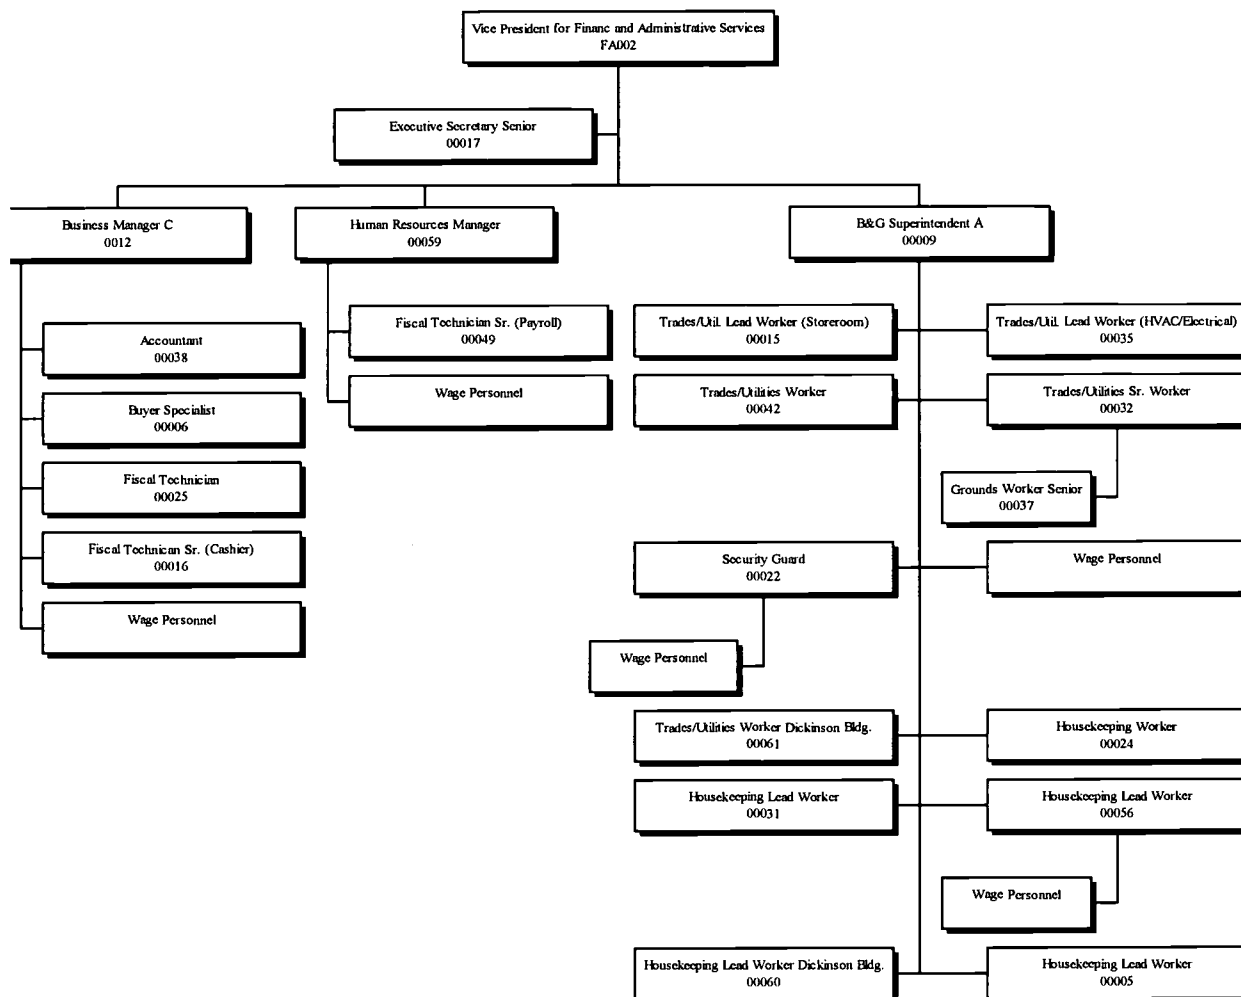 Vice President for Financ and Administrative Services
FA002
Executive Secretary Senior
00017
Business Manager C
0012
Human Resources Manager
00059
B&G Superintendent A
00009
Accountant
00038
Buyer Specialist
00006
Fiscal Technician
00025
Fiscal Technican Sr. (Cashier)
00016
Wage Personnel
Fiscal Technician Sr. (Payroll)
00049
Wage Personnel
Trades/Util. Lead Worker (Storeroom)
00015
Trades/Util. Lead Worker (HVAC/Electrical)
00035
Trades/Utilities Worker
00042
Trades/Utilities Sr. Worker
00032
Grounds Worker Senior
00037
Security Guard
00022
Wage Personnel
Wage Personnel
Trades/Utilities Worker Dickinson Bldg.
00061
Housekeeping Worker
00024
Housekeeping Lead Worker
00031
Housekeeping Lead Worker
00056
Wage Personnel
Housekeeping Lead Worker Dickinson Bldg.
00060
Housekeeping Lead Worker
00005